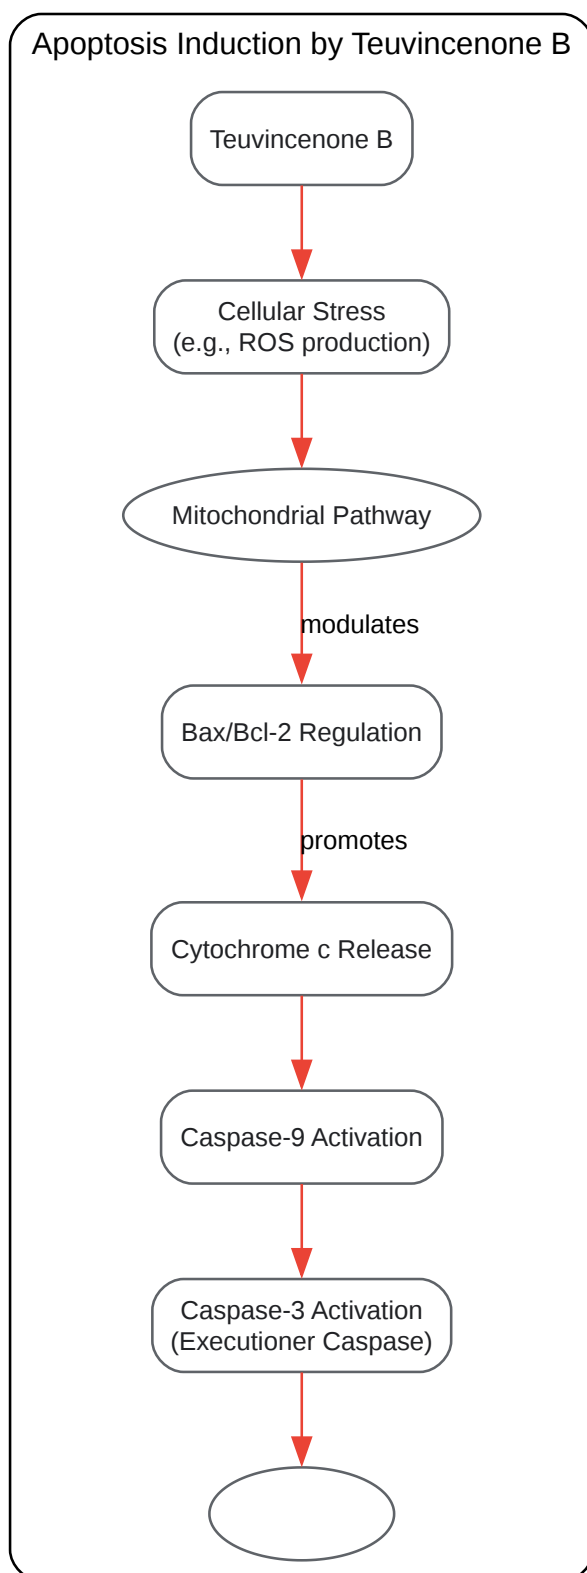 Apoptosis Induction by Teuvincenone B
Teuvincenone B
Cellular Stress
(e.g., ROS production)
Mitochondrial Pathway
modulates
Bax/Bcl-2 Regulation
promotes
Cytochrome c Release
Caspase-9 Activation
Caspase-3 Activation
(Executioner Caspase)